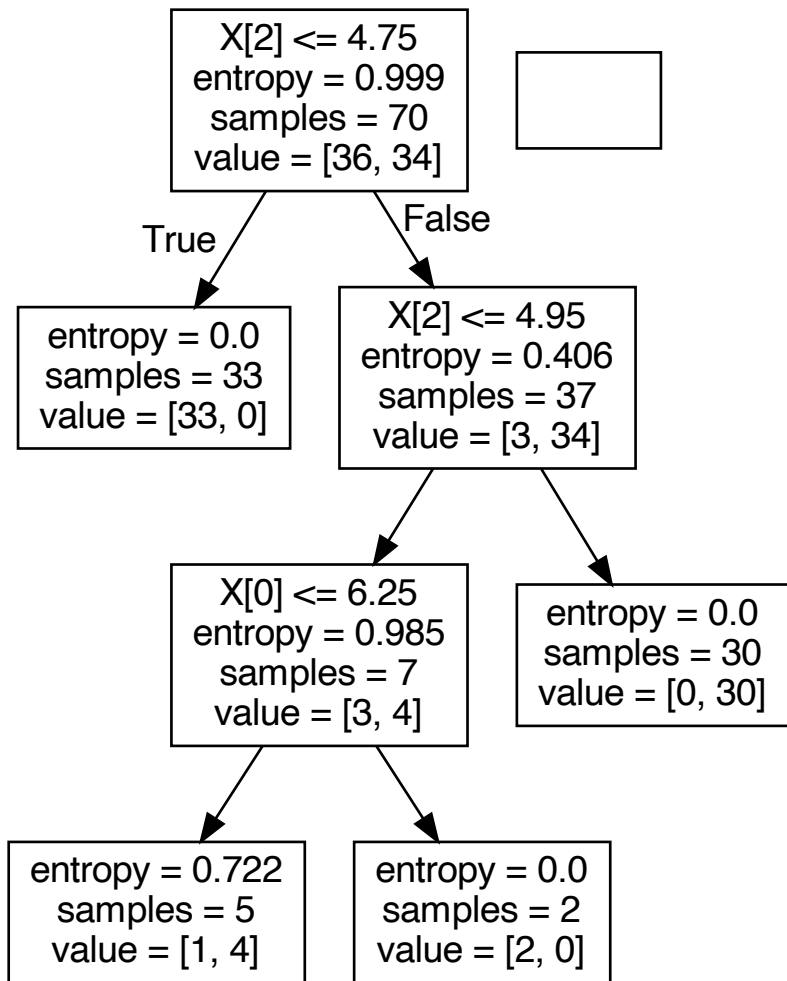 X[2] <= 4.75
entropy = 0.999
samples = 70
value = [36, 34]
True
False
entropy = 0.0
samples = 33
value = [33, 0]
X[2] <= 4.95
entropy = 0.406
samples = 37
value = [3, 34]
X[0] <= 6.25
entropy = 0.985
samples = 7
value = [3, 4]
entropy = 0.0
samples = 30
value = [0, 30]
entropy = 0.722
samples = 5
value = [1, 4]
entropy = 0.0
samples = 2
value = [2, 0]